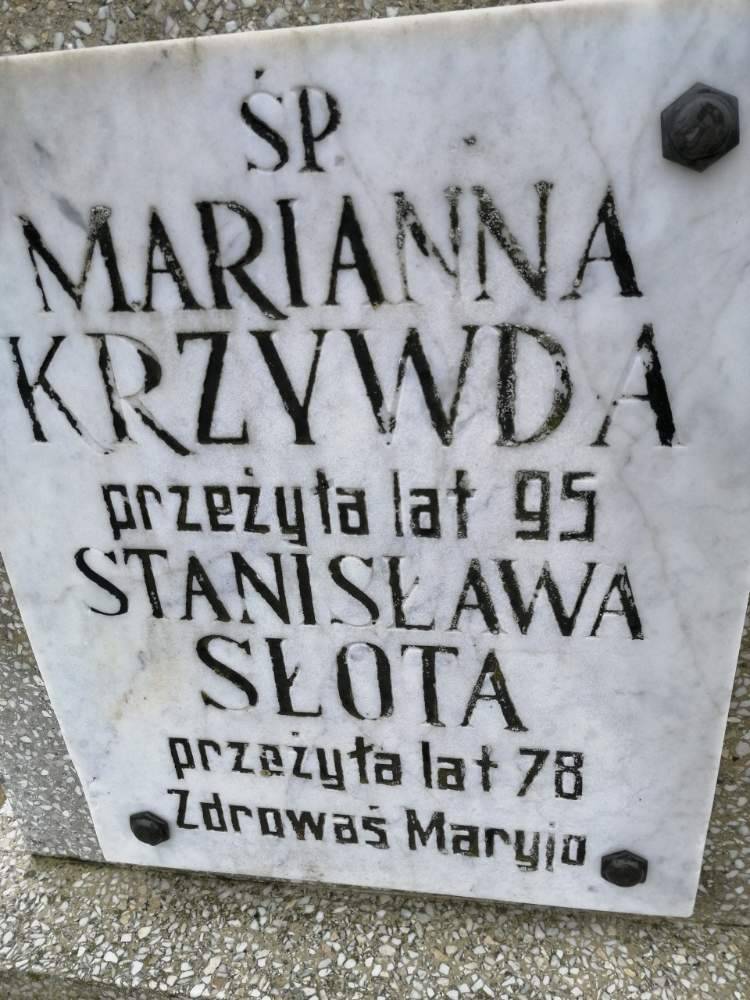 ŚP
MARIANNA
KRZYWDA
przeżyła lat 95
STANISŁAWA
SŁOTA
przeżyła lat 78
Zdrowaś Maryjo